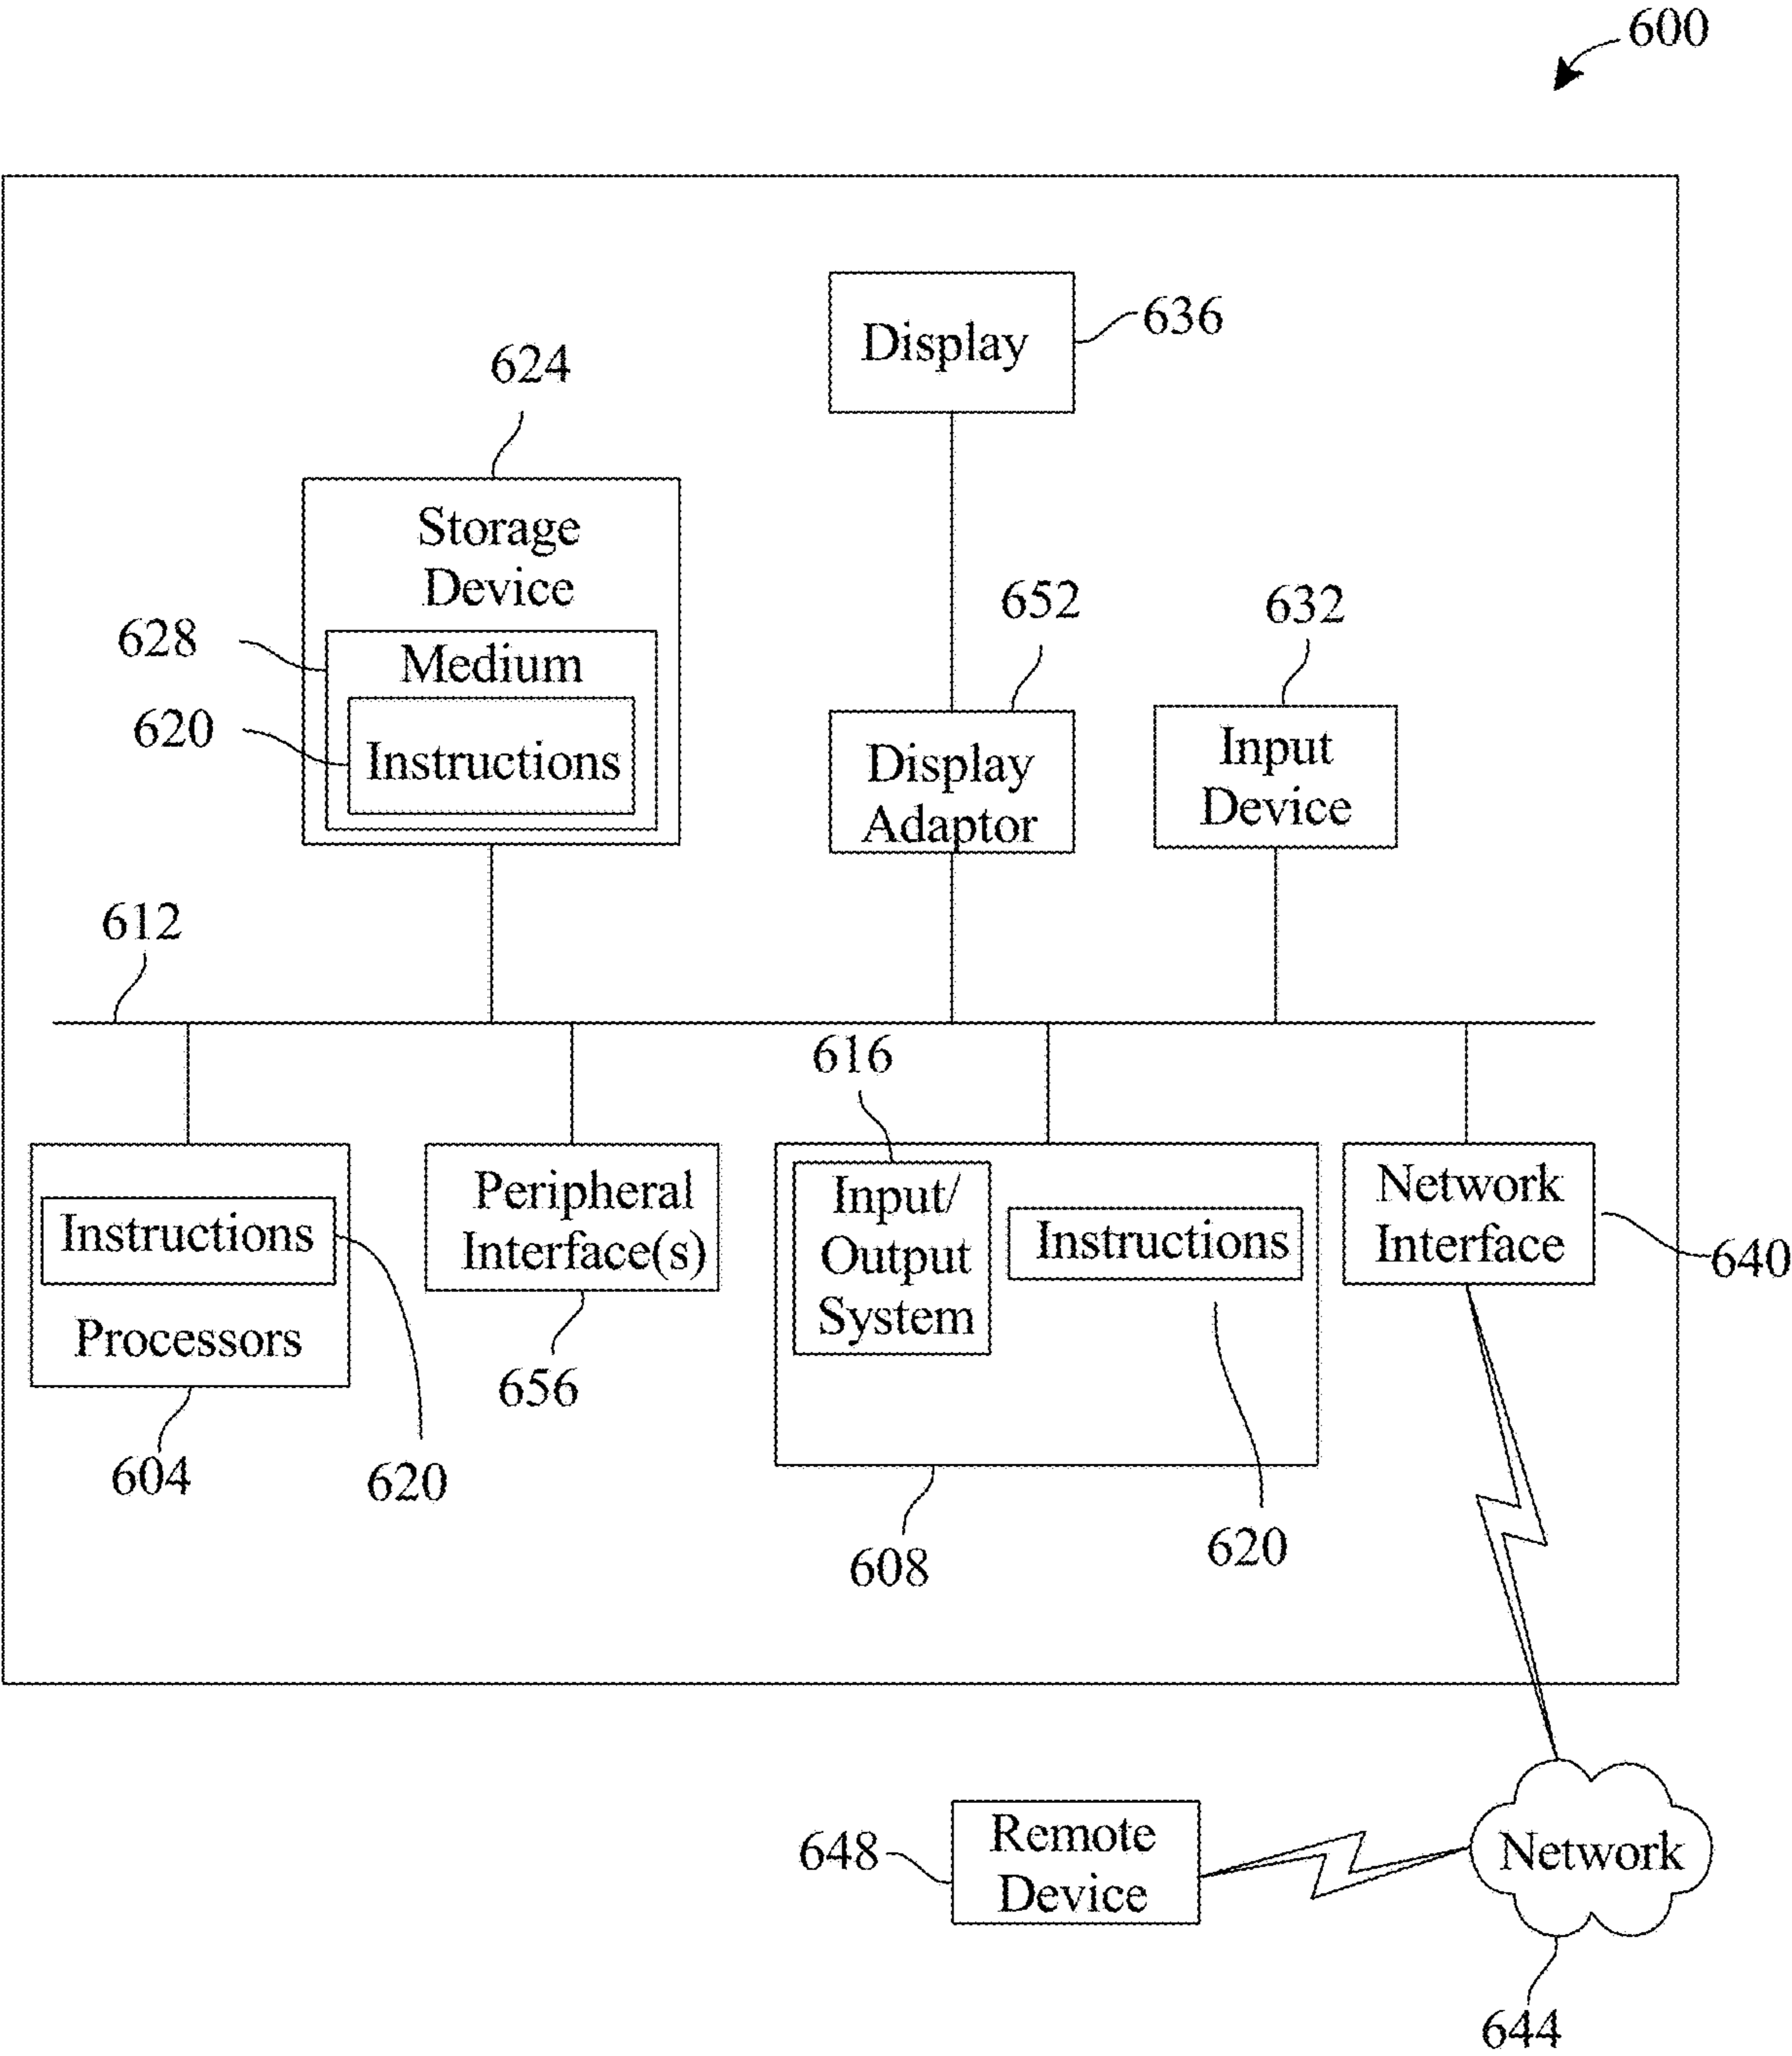 600
Display
636
624
Storage
Device
628
Medium
620
Instructions
652
Display
Adaptor
632
Input
Device
612
616
Instructions
Processors
604
620
Peripheral
Interface(s)
656
Input/
Output
System
Instructions
608
620
Network
Interface
640
648
Remote
Device
Network
644